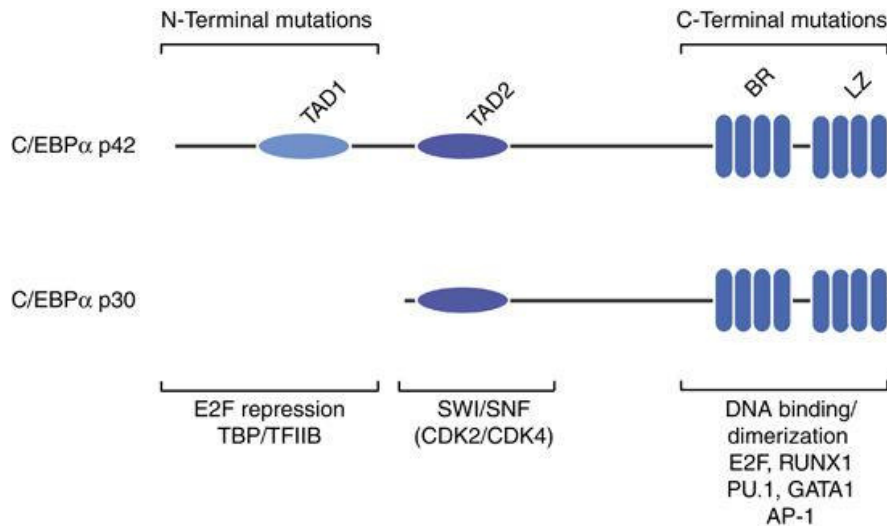 N-Terminal mutations
C-Terminal mutations
TAD1
TAD2
BR
LZ
C/EBPα p42
C/EBPα p30
E2F repression
TBP/TFIIB
SWI/SNF
(CDK2/CDK4)
DNA binding/
dimerization
E2F, RUNX1
PU.1, GATA1
AP-1